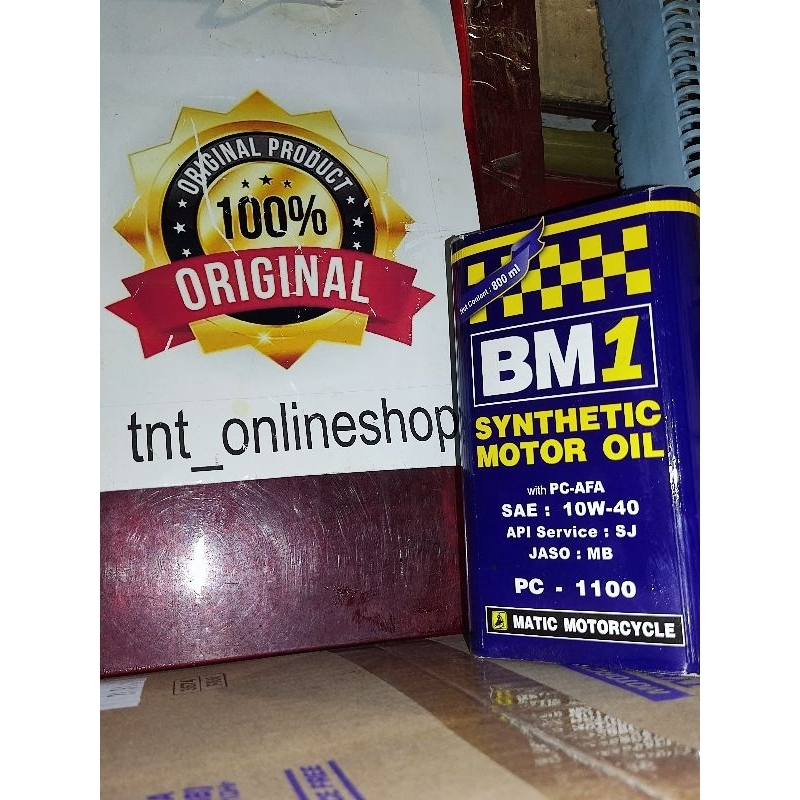 ORIGINAL PRODUCT
100%
ORIGINAL
tnt_onlineshop
Net Content : 800 ml
BM1
SYNTHETIC
MOTOR OIL
with PC-AFA
SAE : 10W-40
API Service : SJ
JASO : MB
PC - 1100
MATIC MOTORCYCLE